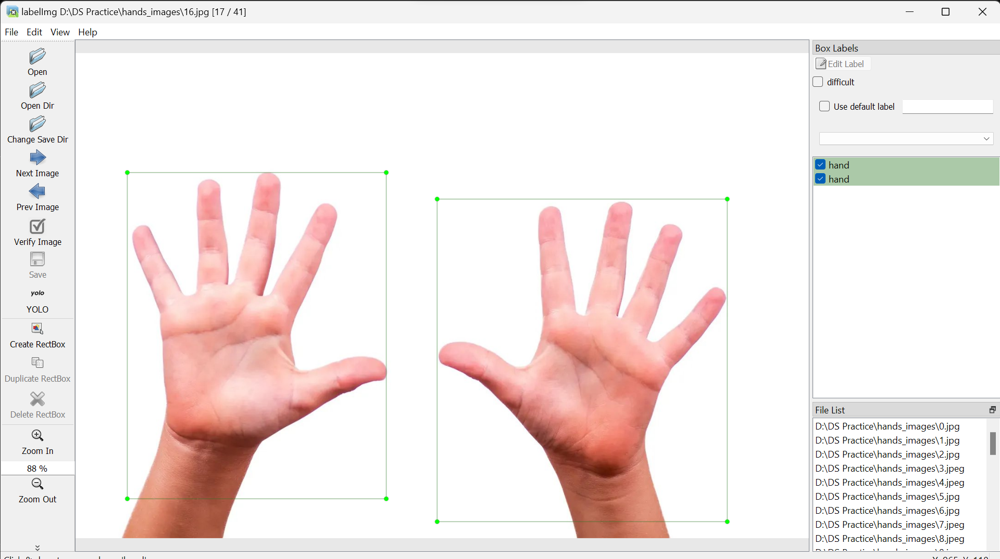 labelImg D:\DS Practice\hands_images\16.jpg [17 / 41]
File Edit View Help
Open
Open Dir
Change Save Dir
Next Image
Prev Image
Verify Image
Save
yolo
YOLO
Create RectBox
Duplicate RectBox
Delete RectBox
Zoom In
88 %
Zoom Out
Box Labels
Edit Label
difficult
Use default label
hand
hand
File List
D:\DS Practice\hands_images\0.jpg
D:\DS Practice\hands_images\1.jpg
D:\DS Practice\hands_images\2.jpg
D:\DS Practice\hands_images\3.jpeg
D:\DS Practice\hands_images\4.jpeg
D:\DS Practice\hands_images\5.jpg
D:\DS Practice\hands_images\6.jpg
D:\DS Practice\hands_images\7.jpeg
D:\DS Practice\hands_images\8.jpeg